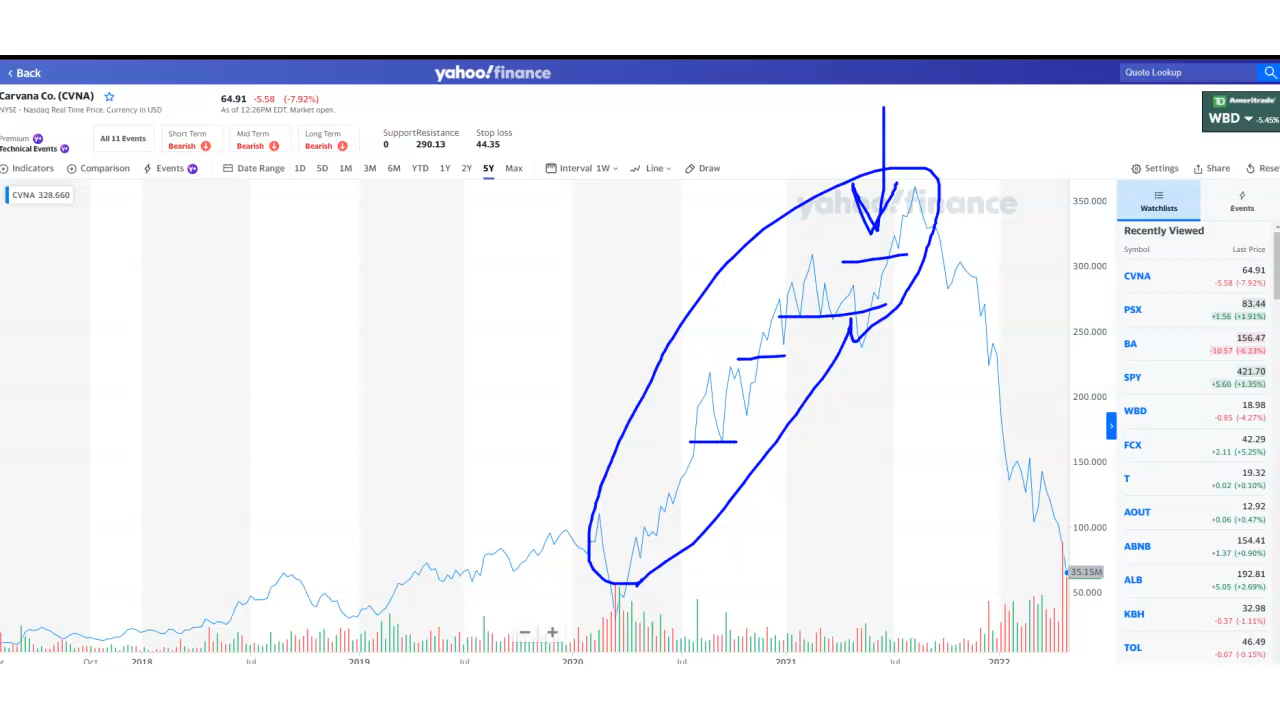 Back
yahoo!finance
Quote Lookup
Carvana Co. (CVNA)
NYSE - Nasdaq Real Time Price. Currency in USD
64.91 -5.58 (-7.92%)
As of 12:26PM EDT. Market open.
TD Ameritrade
WBD -5.45%
Premium Y+
Technical Events Y+
All 11 Events
Short Term
Bearish
Mid Term
Bearish
Long Term
Bearish
Support
0
Resistance
290.13
Stop loss
44.35
Indicators Comparison Events Y+ Date Range 1D 5D 1M 3M 6M YTD 1Y 2Y 5Y Max Interval 1W Line Draw Settings Share Rese
CVNA 328.660
yahoo!finance
350.000
300.000
250.000
200.000
150.000
100.000
35.15M
50.000
Oct 2018 Jul 2019 Jul 2020 Jul 2021 Jul 2022
Watchlists
Events
Recently Viewed
Symbol Last Price
CVNA 64.91
-5.58 (-7.92%)
PSX 83.44
+1.56 (+1.91%)
BA 156.47
-10.57 (-6.33%)
SPY 421.70
+5.60 (+1.35%)
WBD 18.98
-0.85 (-4.27%)
FCX 42.29
+2.11 (+5.25%)
T 19.32
+0.02 (+0.10%)
AOUT 12.92
+0.06 (+0.47%)
ABNB 154.41
+1.37 (+0.90%)
ALB 192.81
+5.05 (+2.69%)
KBH 32.98
-0.37 (-1.11%)
TOL 46.49
-0.07 (-0.15%)